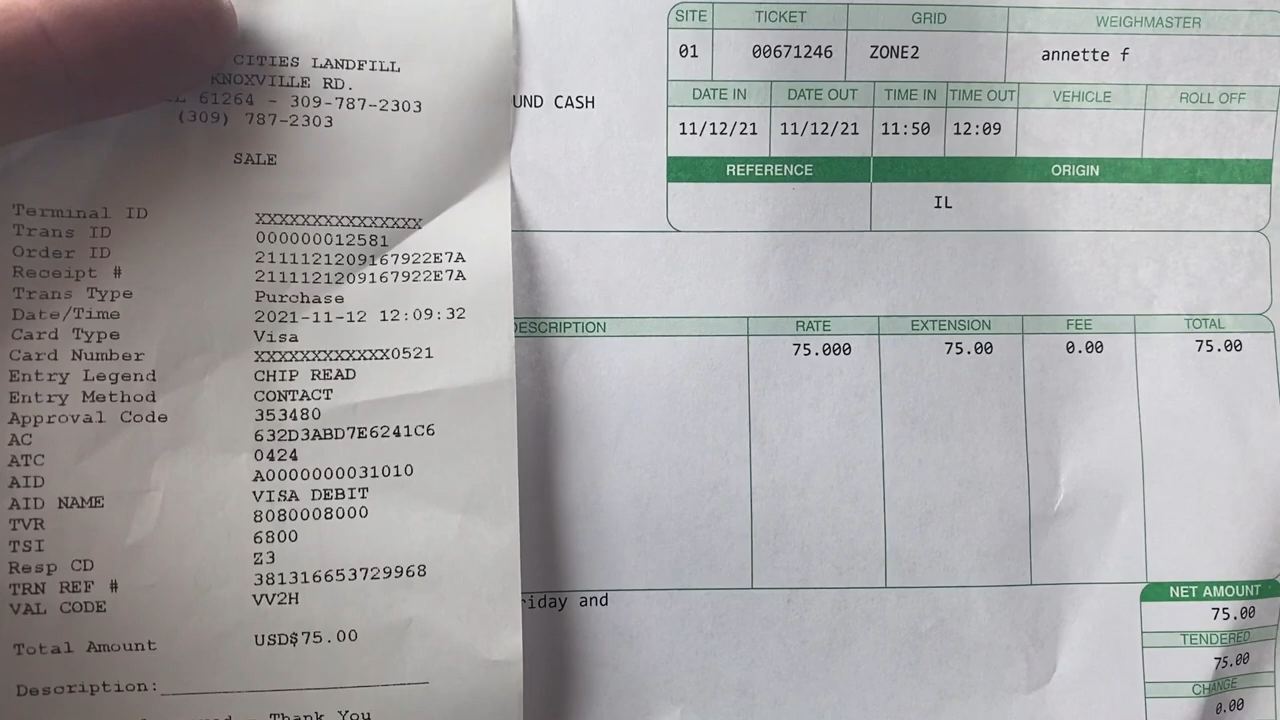 CITIES LANDFILL
KNOXVILLE RD.
61264 - 309-787-2303
(309) 787-2303
SALE
Terminal ID XXXXXXXXXXXXXXX
Trans ID 000000012581
Order ID 2111121209167922E7A
Receipt # 2111121209167922E7A
Trans Type Purchase
Date/Time 2021-11-12 12:09:32
Card Type Visa
Card Number XXXXXXXXXXXX0521
Entry Legend CHIP READ
Entry Method CONTACT
Approval Code 353480
AC 632D3ABD7E6241C6
ATC 0424
AID A0000000031010
AID NAME VISA DEBIT
TVR 8080008000
TSI 6800
Resp CD Z3
TRN REF # 381316653729968
VAL CODE VV2H
Total Amount USD$75.00
Description:
- Thank You
UND CASH
SITE TICKET GRID WEIGHMASTER
01 00671246 ZONE2 annette f
DATE IN DATE OUT TIME IN TIME OUT VEHICLE ROLL OFF
11/12/21 11/12/21 11:50 12:09
REFERENCE ORIGIN
IL
DESCRIPTION RATE EXTENSION FEE TOTAL
75.000 75.00 0.00 75.00
riday and
NET AMOUNT
75.00
TENDERED
75.00
CHANGE
0.00